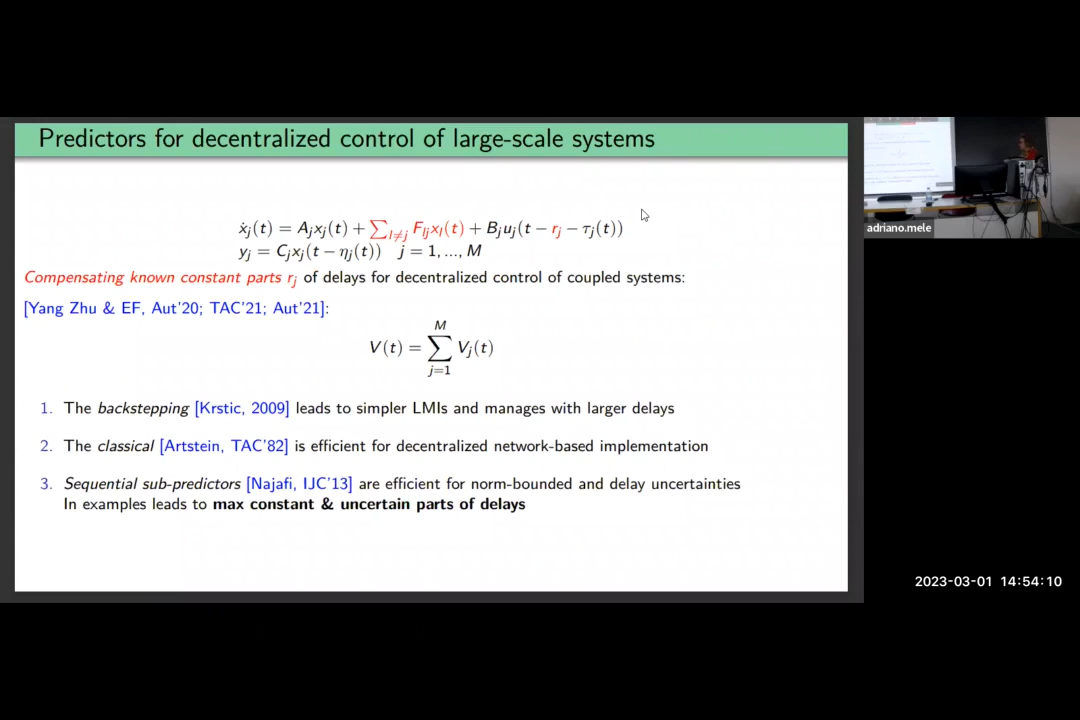 Predictors for decentralized control of large-scale systems
ẋⱼ(t) = Aⱼxⱼ(t) + ∑_{l≠j} F_{lj}x_l(t) + Bⱼuⱼ(t − rⱼ − τⱼ(t))
yⱼ = Cⱼxⱼ(t − ηⱼ(t)) j = 1, ..., M
Compensating known constant parts rⱼ of delays for decentralized control of coupled systems:
[Yang Zhu & EF, Aut'20; TAC'21; Aut'21]:
V(t) = ∑_{j=1}^{M} Vⱼ(t)
1. The backstepping [Krstic, 2009] leads to simpler LMIs and manages with larger delays
2. The classical [Artstein, TAC'82] is efficient for decentralized network-based implementation
3. Sequential sub-predictors [Najafi, IJC'13] are efficient for norm-bounded and delay uncertainties
In examples leads to max constant & uncertain parts of delays
adriano.mele
2023-03-01 14:54:10